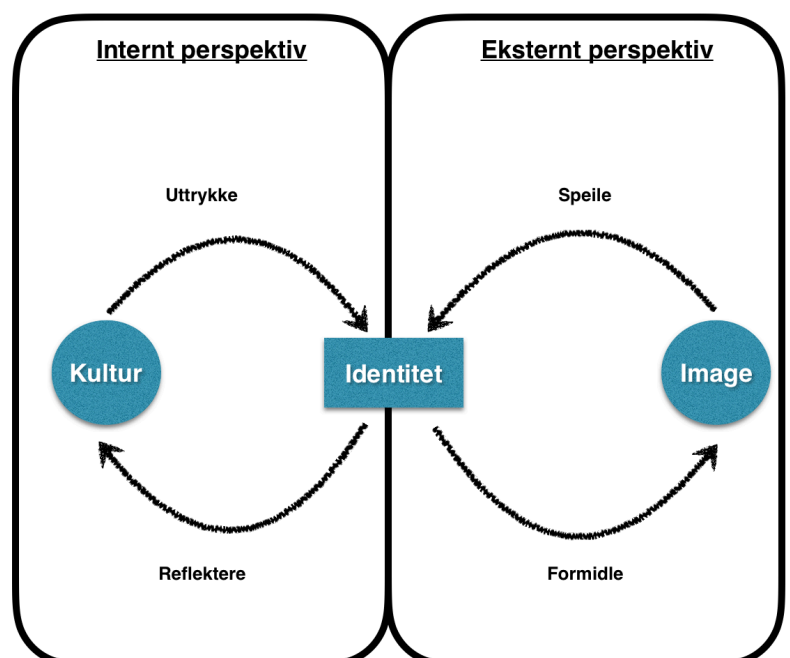 Internt perspektiv
Eksternt perspektiv
Uttrykke
Speile
Kultur
Identitet
Image
Reflektere
Formidle